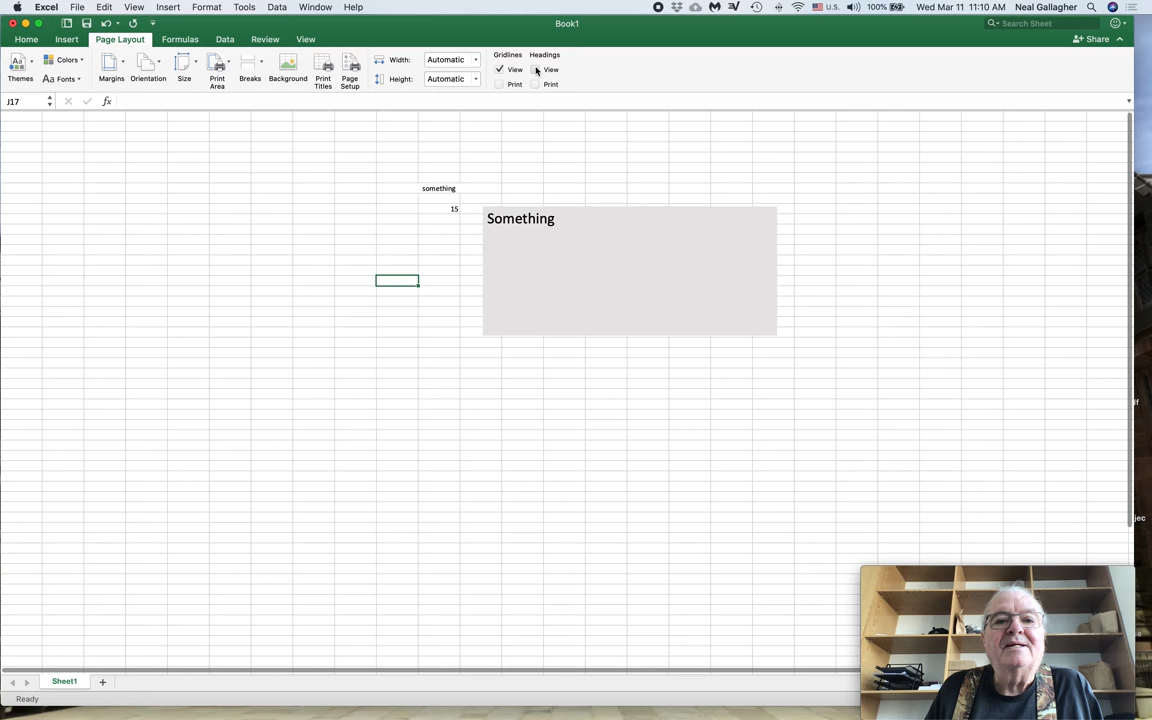 Excel File Edit View Insert Format Tools Data Window Help U.S. 100% Wed Mar 11 11:10 AM Neal Gallagher
Book1
Search Sheet
Home Insert Page Layout Formulas Data Review View
Share
Themes
Colors
Fonts
Margins
Orientation
Size
Print Area
Breaks
Background
Print Titles
Page Setup
Width: Automatic
Height: Automatic
Gridlines
View
Print
Headings
View
Print
J17 fx
something
15
Something
df
jec
Sheet1
Ready